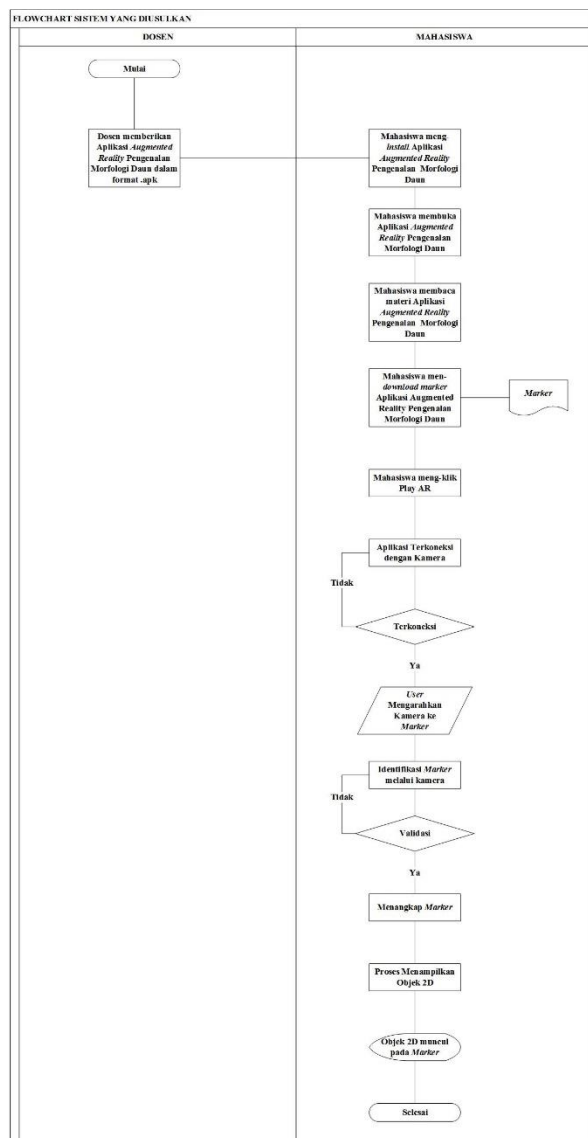 FLOWCHART SISTEM YANG DIUSULKAN
DOSEN
MAHASISWA
Mulai
Dosen memberikan
Aplikasi Augmented
Reality Pengenalan
Morfologi Daun dalam
format .apk
Mahasiswa meng-
install Aplikasi
Augmented Reality
Pengenalan Morfologi
Daun
Mahasiswa membuka
Aplikasi Augmented
Reality Pengenalan
Morfologi Daun
Mahasiswa membaca
materi Aplikasi
Augmented Reality
Pengenalan Morfologi
Daun
Mahasiswa men-
download marker
Aplikasi Augmented
Reality Pengenalan
Morfologi Daun
Marker
Mahasiswa meng-klik
Play AR
Aplikasi Terkoneksi
dengan Kamera
Tidak
Terkoneksi
Ya
User
Mengarahkan
Kamera ke
Marker
Identifikasi Marker
melalui kamera
Tidak
Validasi
Ya
Menangkap Marker
Proses Menampilkan
Objek 2D
Objek 2D muncul
pada Marker
Selesai